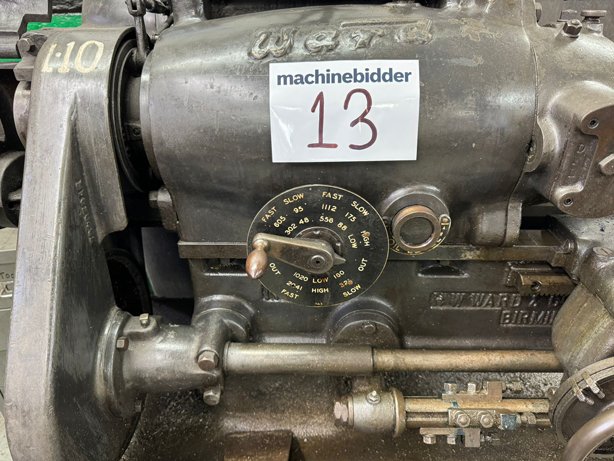 Ward
1:10
machinebidder
13
FAST SLOW FAST SLOW
605 95 1112 175 HIGH
302 48 556 88 LOW
OUT 1020 LOW 160 OUT
2041 HIGH 320
FAST SLOW
W WARD &
BIRMI